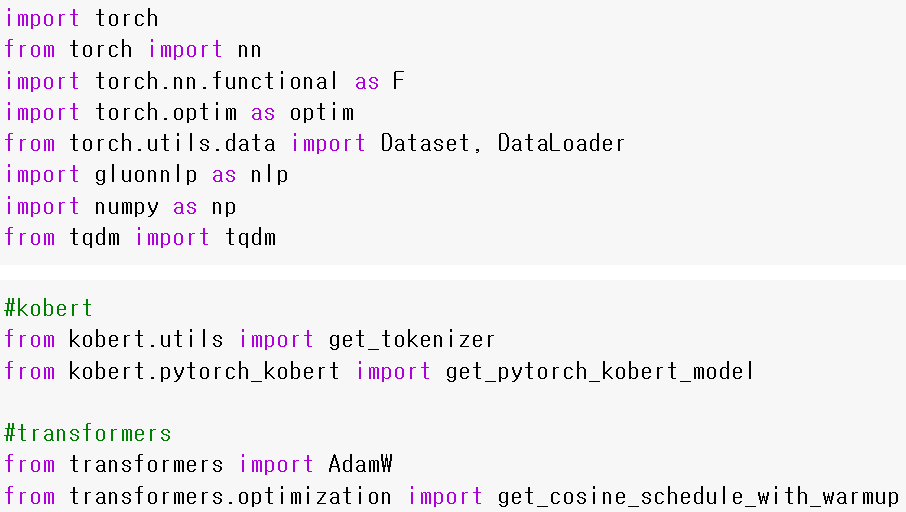 import torch
from torch import nn
import torch.nn.functional as F
import torch.optim as optim
from torch.utils.data import Dataset, DataLoader
import gluonnlp as nlp
import numpy as np
from tqdm import tqdm
#kobert
from kobert.utils import get_tokenizer
from kobert.pytorch_kobert import get_pytorch_kobert_model
#transformers
from transformers import AdamW
from transformers.optimization import get_cosine_schedule_with_warmup